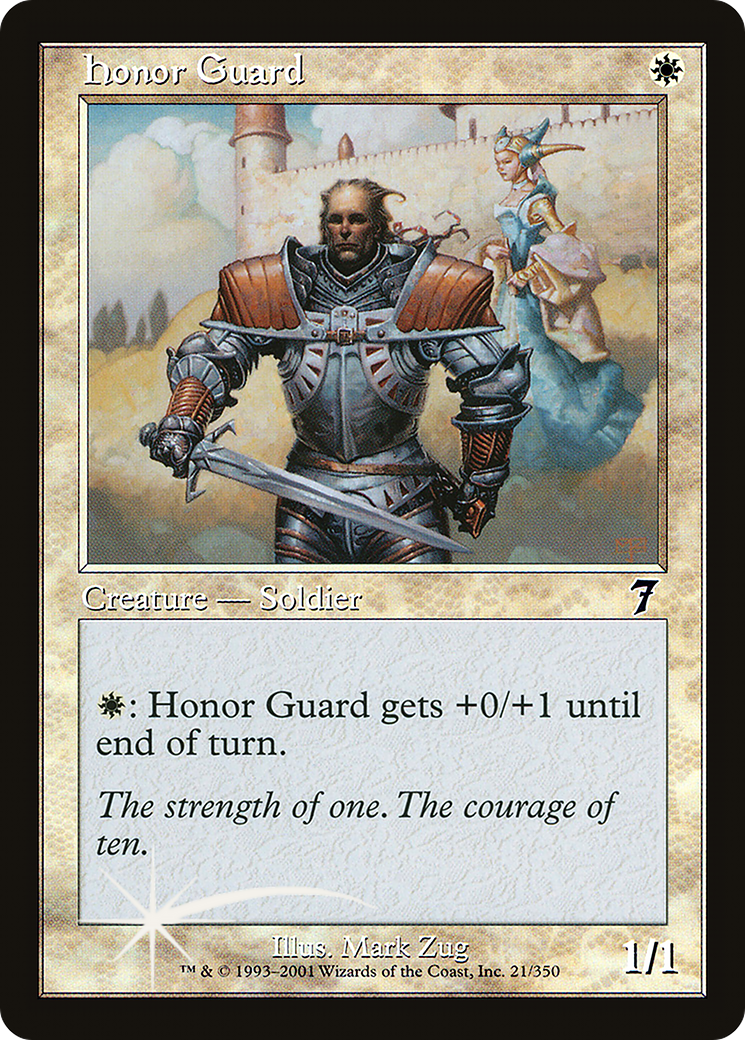 Honor Guard
Creature — Soldier
7
: Honor Guard gets +0/+1 until
end of turn.
The strength of one. The courage of
ten.
Illus. Mark Zug
™ & © 1993–2001 Wizards of the Coast, Inc. 21/350
1/1